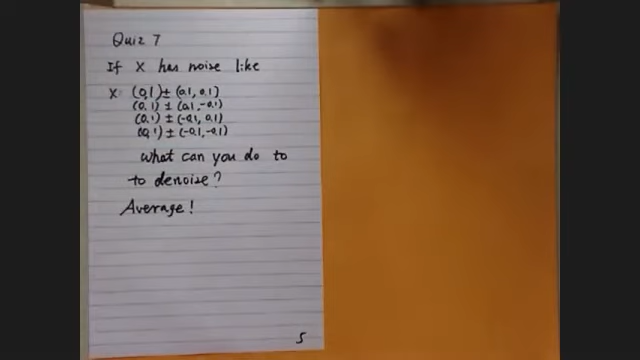 Quiz 7
If X has noise like
X: (0,1) ± (0.1, 0.1)
(0,1) ± (0.1, -0.1)
(0,1) ± (-0.1, 0.1)
(0,1) ± (-0.1, -0.1)
what can you do to
to denoise?
Average!
5